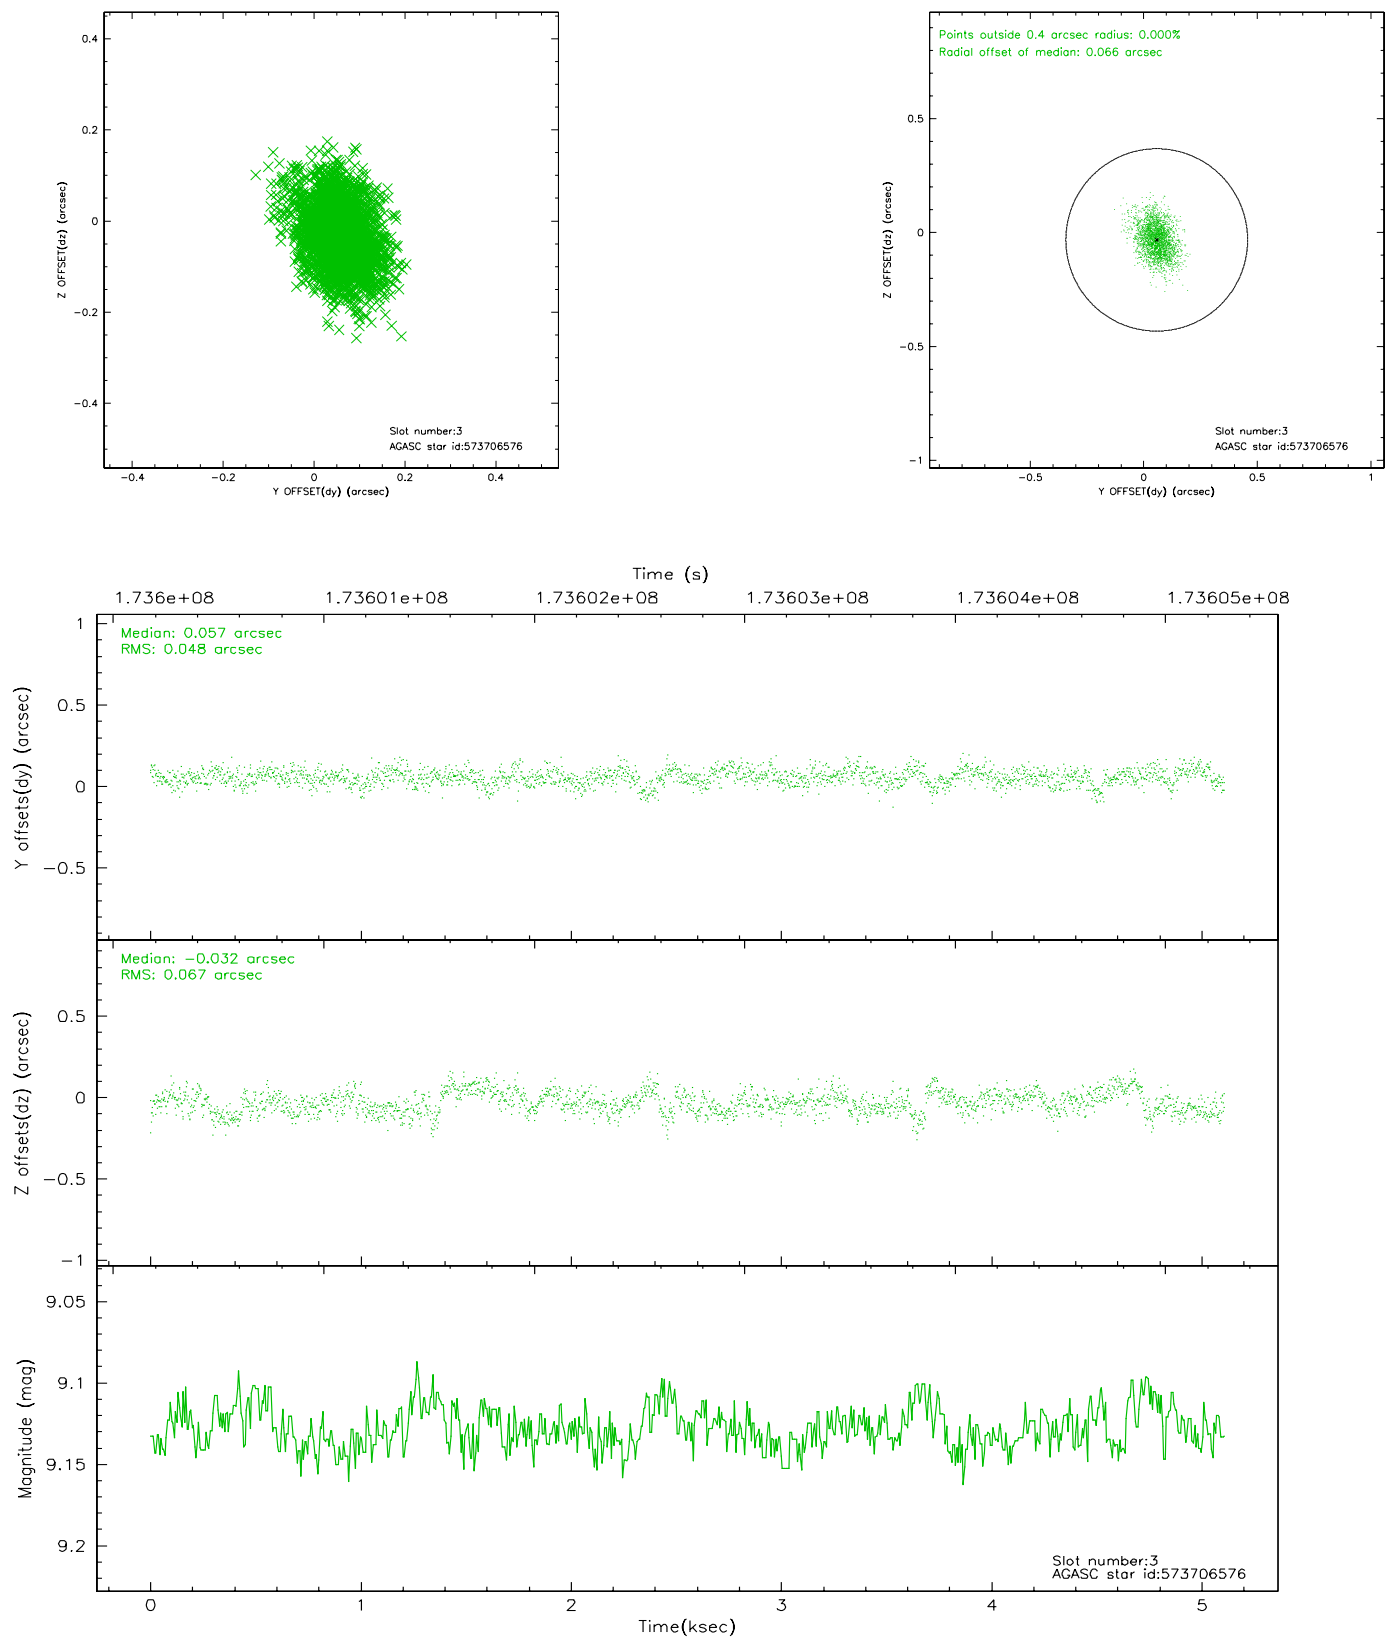 0.4
0.2
0
−0.2
−0.4
Z OFFSET(dz) (arcsec)
Slot number:3
AGASC star id:573706576
−0.4
−0.2
0
0.2
0.4
Y OFFSET(dy) (arcsec)
Points outside 0.4 arcsec radius: 0.000%
Radial offset of median: 0.066 arcsec
0.5
0
−0.5
−1
Z OFFSET(dz) (arcsec)
Slot number:3
AGASC star id:573706576
−0.5
0
0.5
1
Y OFFSET(dy) (arcsec)
Time (s)
1.736e+08
1.73601e+08
1.73602e+08
1.73603e+08
1.73604e+08
1.73605e+08
Median: 0.057 arcsec
RMS: 0.048 arcsec
1
0.5
0
−0.5
Y offsets(dy) (arcsec)
Median: −0.032 arcsec
RMS: 0.067 arcsec
0.5
0
−0.5
−1
Z offsets(dz) (arcsec)
9.05
9.1
9.15
9.2
Magnitude (mag)
Slot number:3
AGASC star id:573706576
0
1
2
3
4
5
Time(ksec)